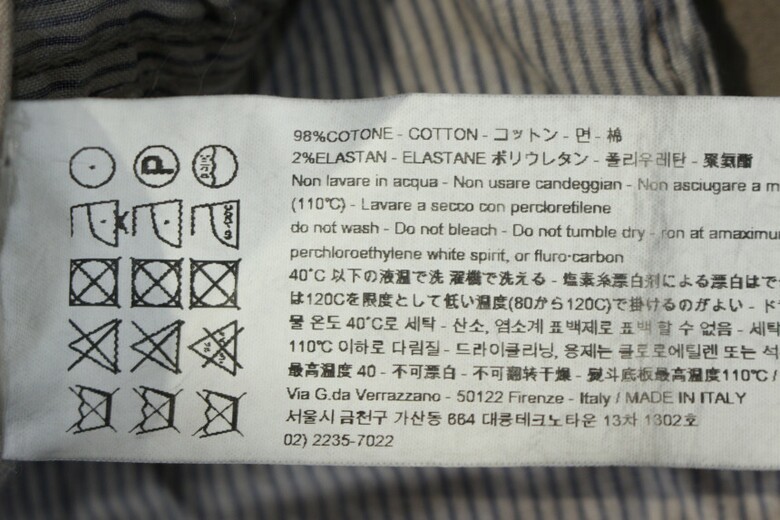 98%COTONE - COTTON - コットン - 면 - 棉
2%ELASTAN - ELASTANE ポリウレタン - 폴리우레탄 - 聚氨酯
Non lavare in acqua - Non usare candeggian - Non asciugare a m
(110℃) - Lavare a secco con percloretilene
do not wash - Do not bleach - Do not tumble dry - ron at amaximu
perchloroethylene white spirit, or fluro-carbon
40℃ 以下の液温で洗 濯機で洗える - 塩素系漂白剤による漂白はで
は120℃を限度として低い温度(80から120℃)で掛けるのがよい - ド
물 온도 40℃로 세탁 - 산소, 염소계 표백제로 표백 할 수 없음 - 세탁
110℃ 이하로 다림질 - 드라이클리닝, 용제는 클로로에틸렌 또는 석
最高温度 40 - 不可漂白 - 不可翻转干燥 - 熨斗底板最高温度110℃ /
Via G.da Verrazzano - 50122 Firenze - Italy / MADE IN ITALY
서울시 금천구 가산동 664 대륭테크노타운 13차 1302호
02) 2235-7022
P